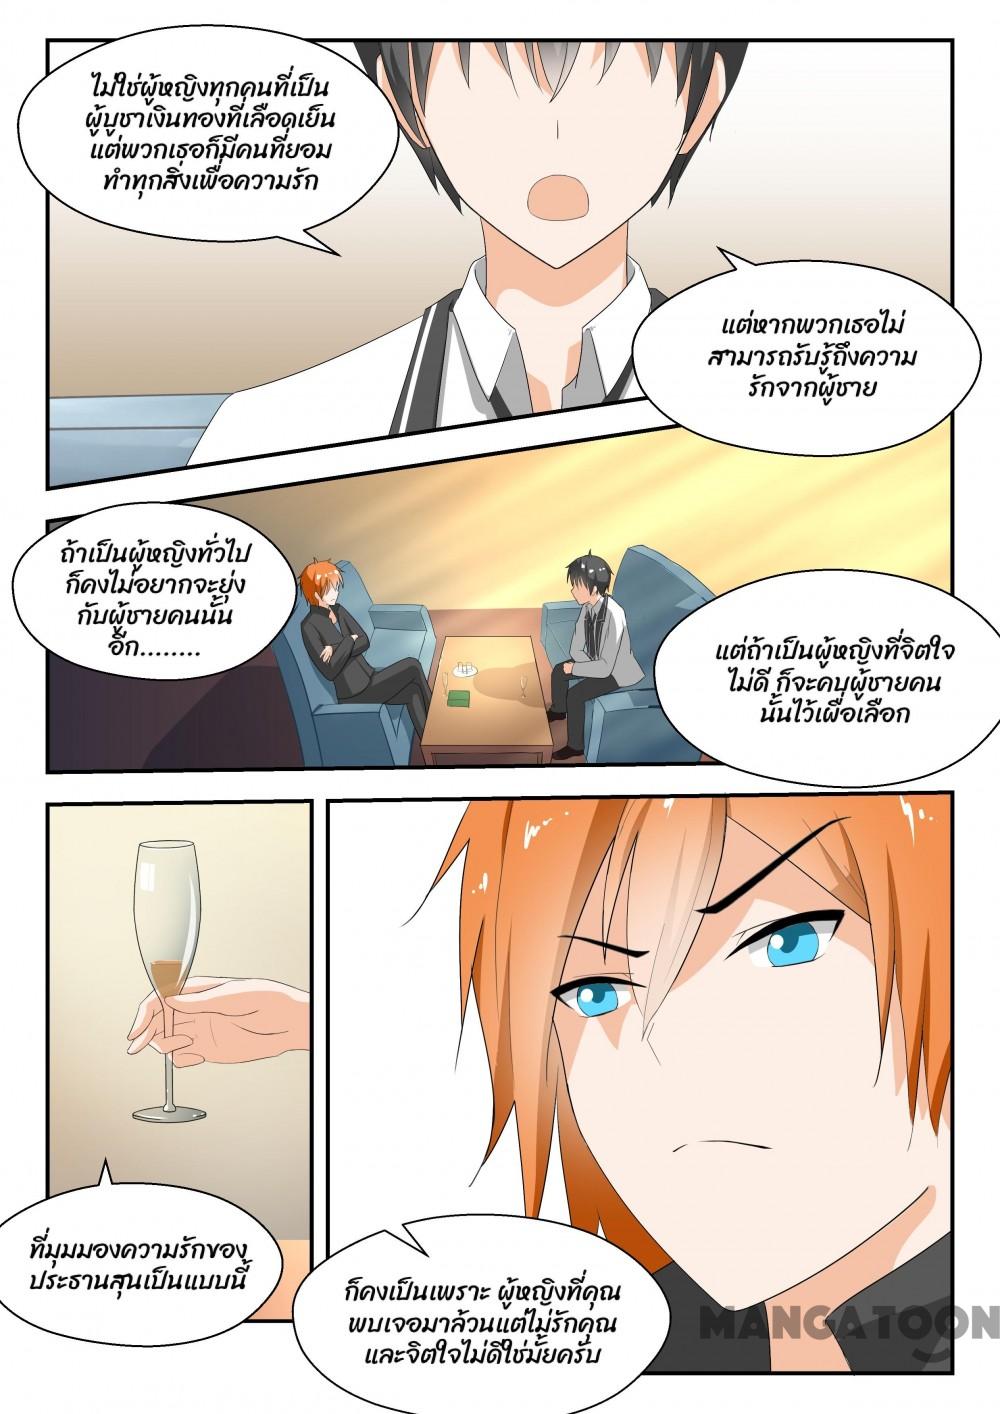 ไม่ใช่ผู้หญิงทุกคนที่เป็น
ผู้บูชาเงินทองที่เลือดเย็น
แต่พวกเธอก็มีคนที่ยอม
ทำทุกสิ่งเพื่อความรัก
แต่หากพวกเธอไม่
สามารถรับรู้ถึงความ
รักจากผู้ชาย
ถ้าเป็นผู้หญิงทั่วไป
ก็คงไม่อยากจะยุ่ง
กับผู้ชายคนนั้น
อีก.........
แต่ถ้าเป็นผู้หญิงที่จิตใจ
ไม่ดี ก็จะคบผู้ชายคน
นั้นไว้เผื่อเลือก
ที่มุมมองความรักของ
ประธานสุนเป็นแบบนี้
ก็คงเป็นเพราะ ผู้หญิงที่คุณ
พบเจอมาล้วนแต่ไม่รักคุณ
และจิตใจไม่ดีใช่มั้ยครับ
MANGATOON